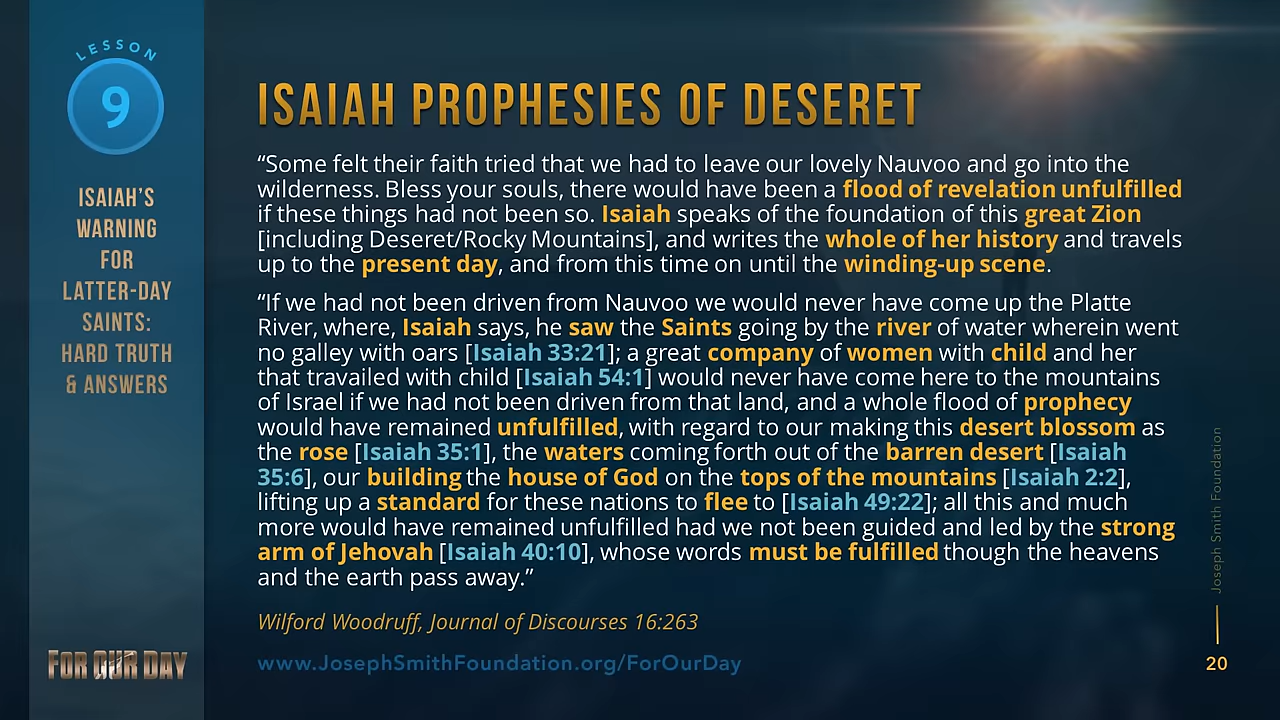 LESSON
9
ISAIAH'S
WARNING
FOR
LATTER-DAY
SAINTS:
HARD TRUTH
& ANSWERS
FOR OUR DAY
ISAIAH PROPHESIES OF DESERET
“Some felt their faith tried that we had to leave our lovely Nauvoo and go into the
wilderness. Bless your souls, there would have been a flood of revelation unfulfilled
if these things had not been so. Isaiah speaks of the foundation of this great Zion
[including Deseret/Rocky Mountains], and writes the whole of her history and travels
up to the present day, and from this time on until the winding-up scene.
“If we had not been driven from Nauvoo we would never have come up the Platte
River, where, Isaiah says, he saw the Saints going by the river of water wherein went
no galley with oars [Isaiah 33:21]; a great company of women with child and her
that travailed with child [Isaiah 54:1] would never have come here to the mountains
of Israel if we had not been driven from that land, and a whole flood of prophecy
would have remained unfulfilled, with regard to our making this desert blossom as
the rose [Isaiah 35:1], the waters coming forth out of the barren desert [Isaiah
35:6], our building the house of God on the tops of the mountains [Isaiah 2:2],
lifting up a standard for these nations to flee to [Isaiah 49:22]; all this and much
more would have remained unfulfilled had we not been guided and led by the strong
arm of Jehovah [Isaiah 40:10], whose words must be fulfilled though the heavens
and the earth pass away.”
Wilford Woodruff, Journal of Discourses 16:263
www.JosephSmithFoundation.org/ForOurDay
Joseph Smith Foundation
20